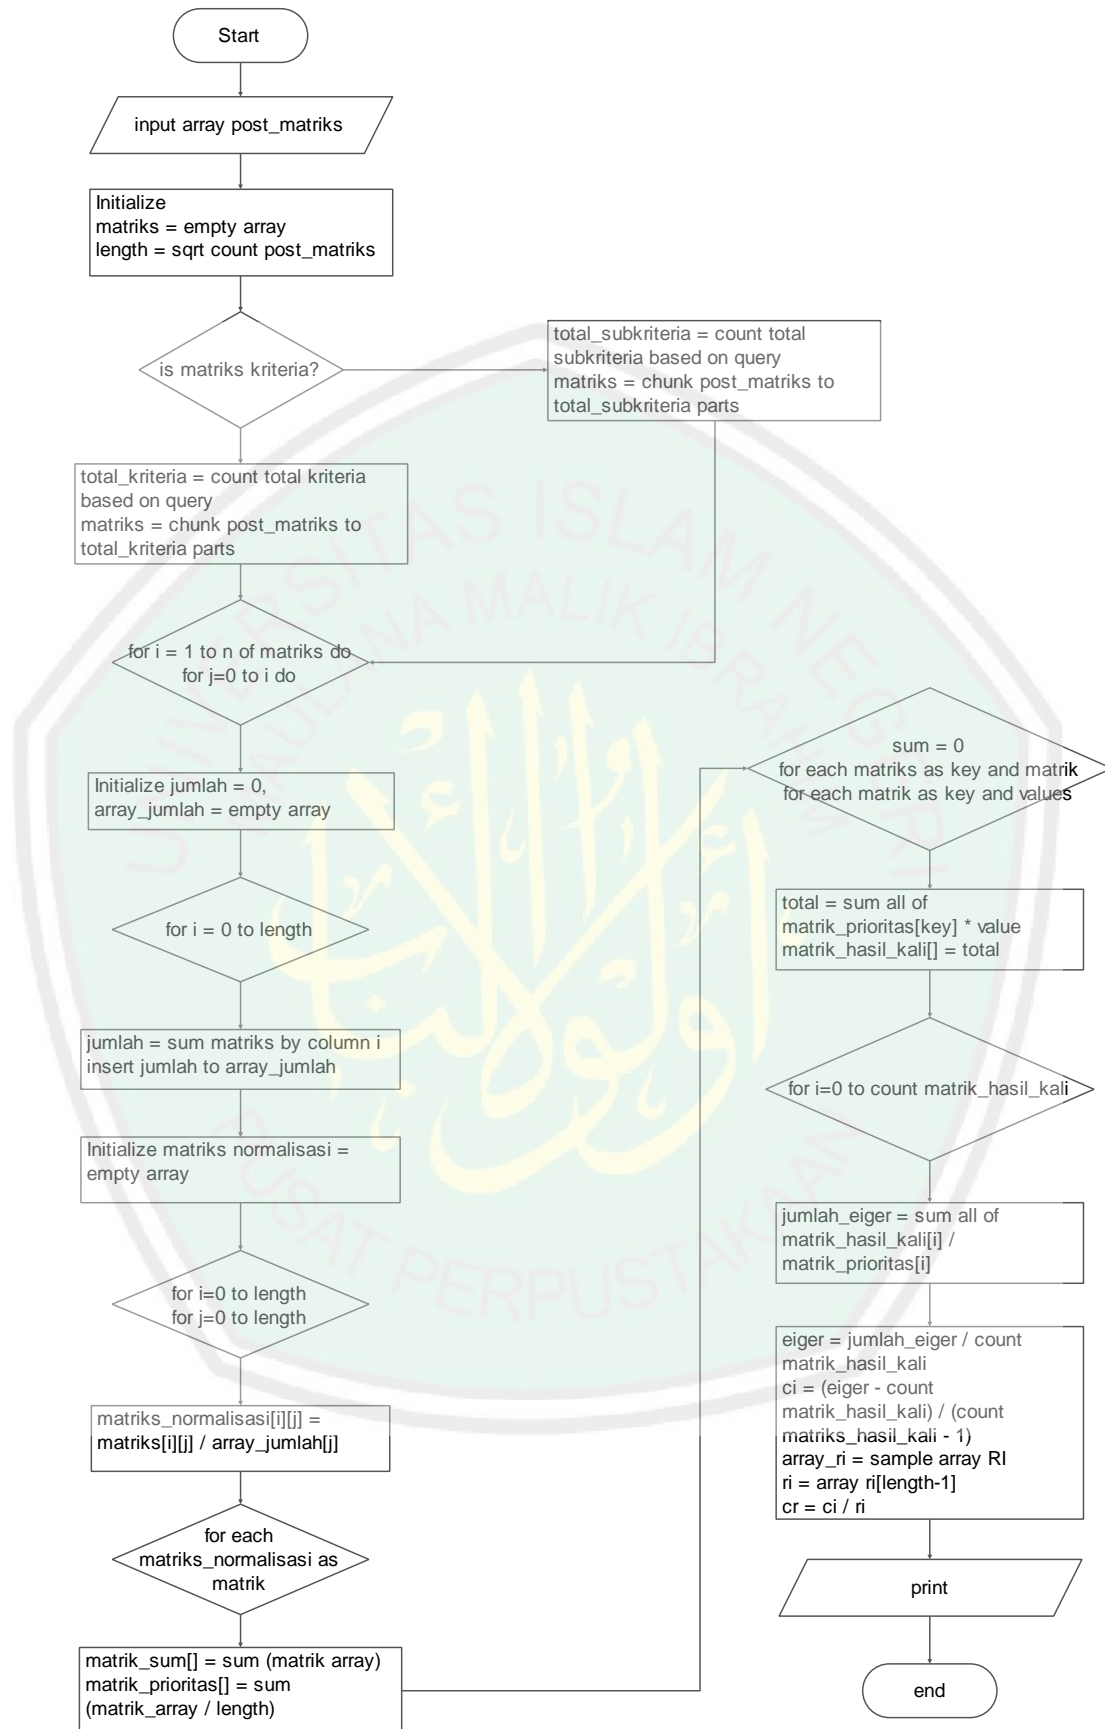 Start
input array post_matriks
Initialize
matriks = empty array
length = sqrt count post_matriks
is matriks kriteria?
total_subkriteria = count total
subkriteria based on query
matriks = chunk post_matriks to
total_subkriteria parts
total_kriteria = count total kriteria
based on query
matriks = chunk post_matriks to
total_kriteria parts
for i = 1 to n of matriks do
for j=0 to i do
Initialize jumlah = 0,
array_jumlah = empty array
for i = 0 to length
jumlah = sum matriks by column i
insert jumlah to array_jumlah
Initialize matriks normalisasi =
empty array
for i=0 to length
for j=0 to length
matriks_normalisasi[i][j] =
matriks[i][j] / array_jumlah[j]
for each
matriks_normalisasi as
matrik
matrik_sum[] = sum (matrik array)
matrik_prioritas[] = sum
(matrik_array / length)
sum = 0
for each matriks as key and matrik
for each matrik as key and values
total = sum all of
matrik_prioritas[key] * value
matrik_hasil_kali[] = total
for i=0 to count matrik_hasil_kali
jumlah_eiger = sum all of
matrik_hasil_kali[i] /
matrik_prioritas[i]
eiger = jumlah_eiger / count
matrik_hasil_kali
ci = (eiger - count
matrik_hasil_kali) / (count
matriks_hasil_kali - 1)
array_ri = sample array RI
ri = array ri[length-1]
cr = ci / ri
print
end
UNIVERSITAS ISLAM NEGERI
MAULANA MALIK IBRAHIM
PUSAT PERPUSTAKAAN